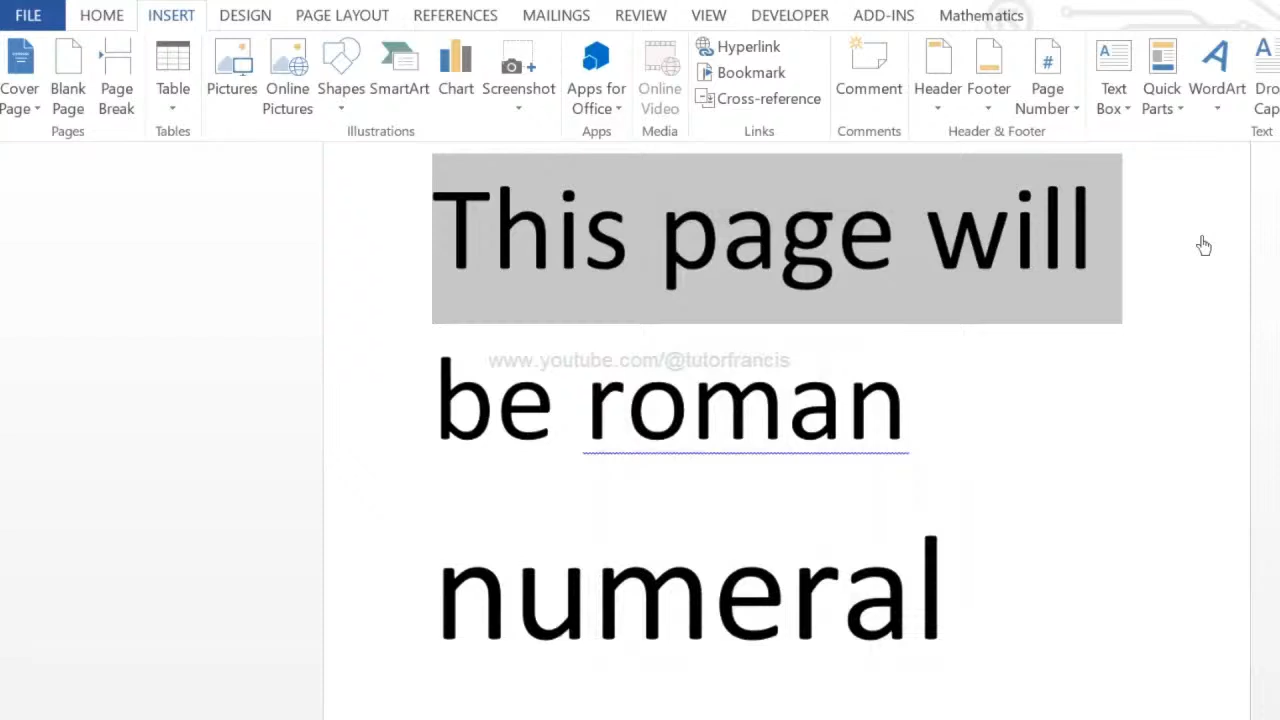 FILE HOME INSERT DESIGN PAGE LAYOUT REFERENCES MAILINGS REVIEW VIEW DEVELOPER ADD-INS Mathematics
Cover Page
Blank Page
Page Break
Pages
Table
Tables
Pictures
Online Pictures
Shapes
SmartArt
Chart
Screenshot
Illustrations
Apps for Office
Apps
Online Video
Media
Hyperlink
Bookmark
Cross-reference
Links
Comment
Comments
Header
Footer
Page Number
Header & Footer
Text Box
Quick Parts
WordArt
Text
This page will
www.youtube.com/@tutorfrancis
be roman
numeral